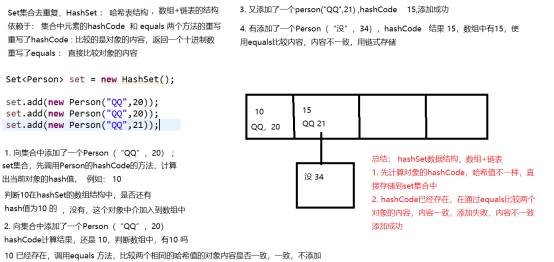 Set集合去重复, HashSet： 哈希表结构 ，数组+链表的结构
依赖于： 集合中元素的hashCode 和 equals 两个方法的重写
重写了hashCode : 比较的是对象的内容，返回一个十进制数
重写了equals ： 直接比较对象的内容
Set<Person> set = new HashSet();
set.add(new Person("QQ",20));
set.add(new Person("QQ",20));
set.add(new Person("QQ",21));
1. 向集合中添加了一个Person（ “QQ” ，20） ;
set集合，先调用Person的hashCode的方法，计算
出当前对象的hash值， 例如： 10
判断10在hashSet的数组结构中，是否还有
hash值为10 的 ，没有，这个对象中介加入到数组中
2. 向集合中添加了一个Person（ “QQ” ，20）
hashCode计算结果，还是 10，判断数组中，有10 吗
10 已经存在，调用equals 方法，比较两个相同的哈希值的对象内容是否一致，一致，不添加
3. 又添加了一个person("QQ",21) ,hashCode 15,添加成功
4. 有添加了一个Person（ “没” ，34），hashCode 结果 15，数组中有15，使
用equals比较内容，内容不一致，用链式存储
10
QQ，20
15
QQ 21
没 34
总结： hashSet数据结构，数组+链表
1. 先计算对象的hashCode，哈希值不一样，直
接存储到set集合中
2. hashCode已经存在，在通过equals比较两个
对象的内容，内容一致，添加失败，内容不一致
添加成功